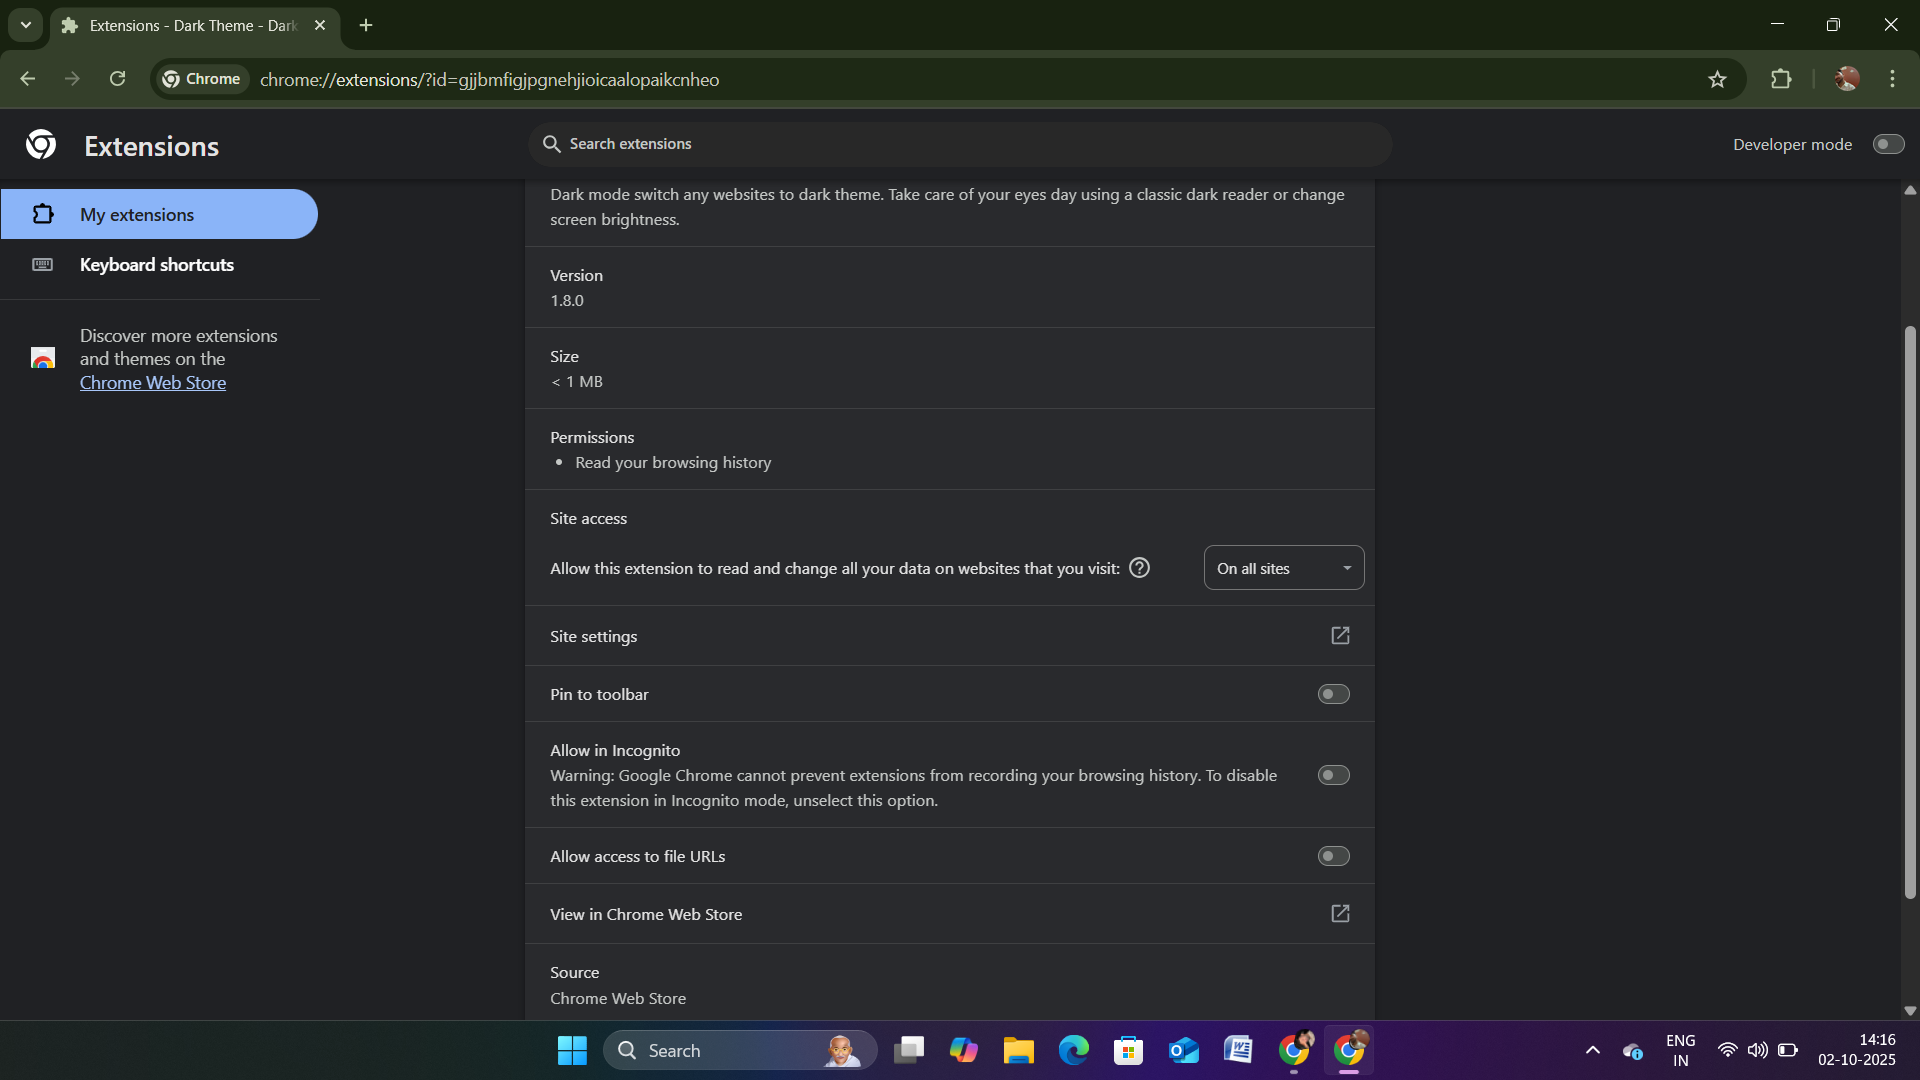 Extensions - Dark Theme - Dark
Chrome
chrome://extensions/?id=gjjbmfigjpgnehjioicaalopaikcnheo
Extensions
Search extensions
Developer mode
My extensions
Keyboard shortcuts
Discover more extensions
and themes on the
Chrome Web Store
Dark mode switch any websites to dark theme. Take care of your eyes day using a classic dark reader or change
screen brightness.
Version
1.8.0
Size
< 1 MB
Permissions
• Read your browsing history
Site access
Allow this extension to read and change all your data on websites that you visit:
On all sites
Site settings
Pin to toolbar
Allow in Incognito
Warning: Google Chrome cannot prevent extensions from recording your browsing history. To disable
this extension in Incognito mode, unselect this option.
Allow access to file URLs
View in Chrome Web Store
Source
Chrome Web Store
Search
ENG
IN
14:16
02-10-2025